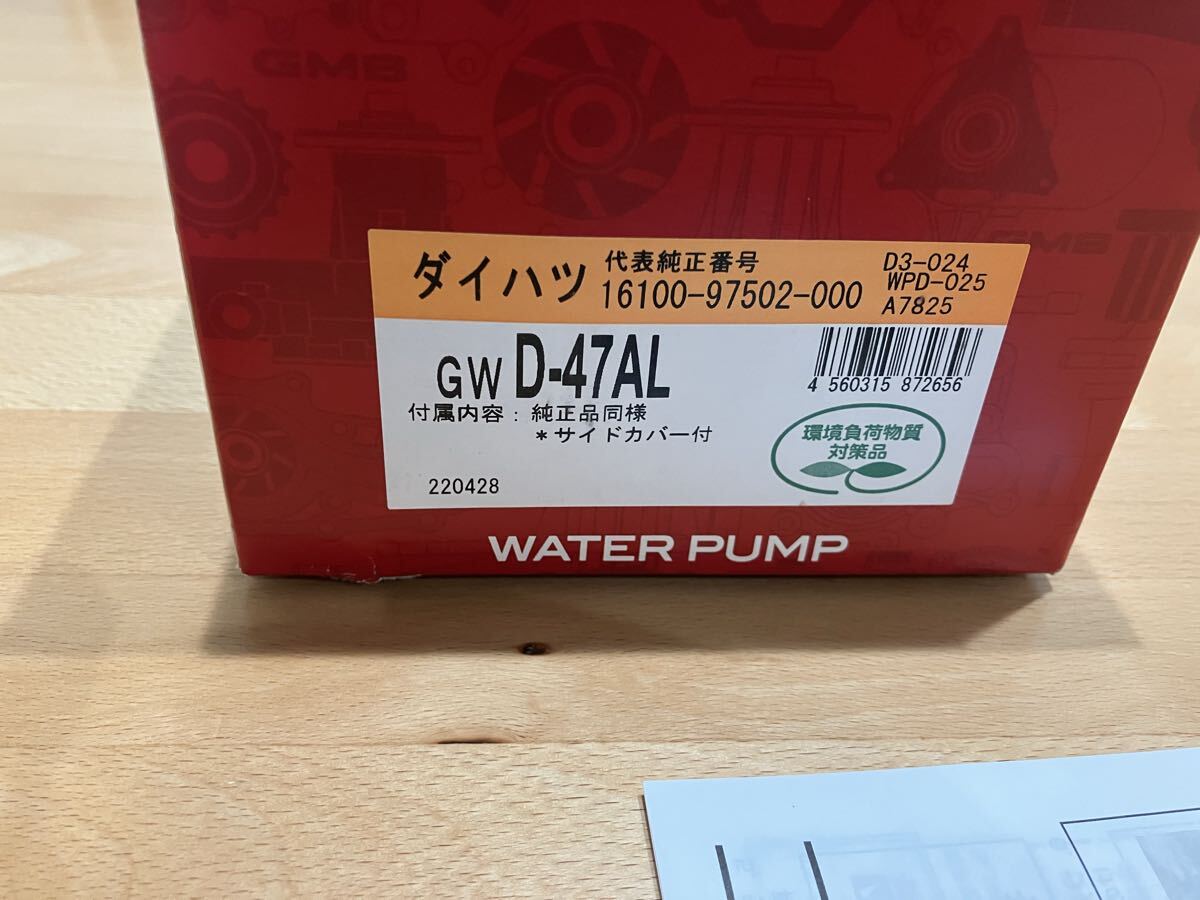 GMB
GMB
ダイハツ
代表純正番号
16100-97502-000
D3-024
WPD-025
A7825
GW D-47AL
4 560315 872656
付属内容：純正品同様
＊サイドカバー付
環境負荷物質
対策品
220428
WATER PUMP